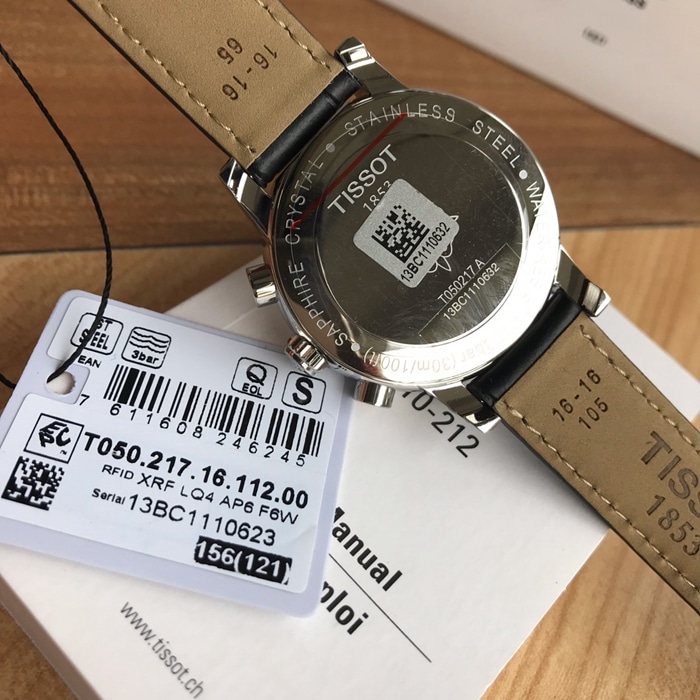 16-16
65
SAPPHIRE CRYSTAL • STAINLESS STEEL • WA
3bar (30m/100ft) •
TISSOT
1853
13BC1110632
T050217 A
13BC1110632
16-16
105
TISS
1853
ST
STEEL
3bar
EAN
Q
EOL
S
7 611608 246245
T050.217.16.112.00
RFID XRF LQ4 AP6 F6W
Serial 13BC1110623
156(121)
0-212
Manual
ploi
www.tissot.ch